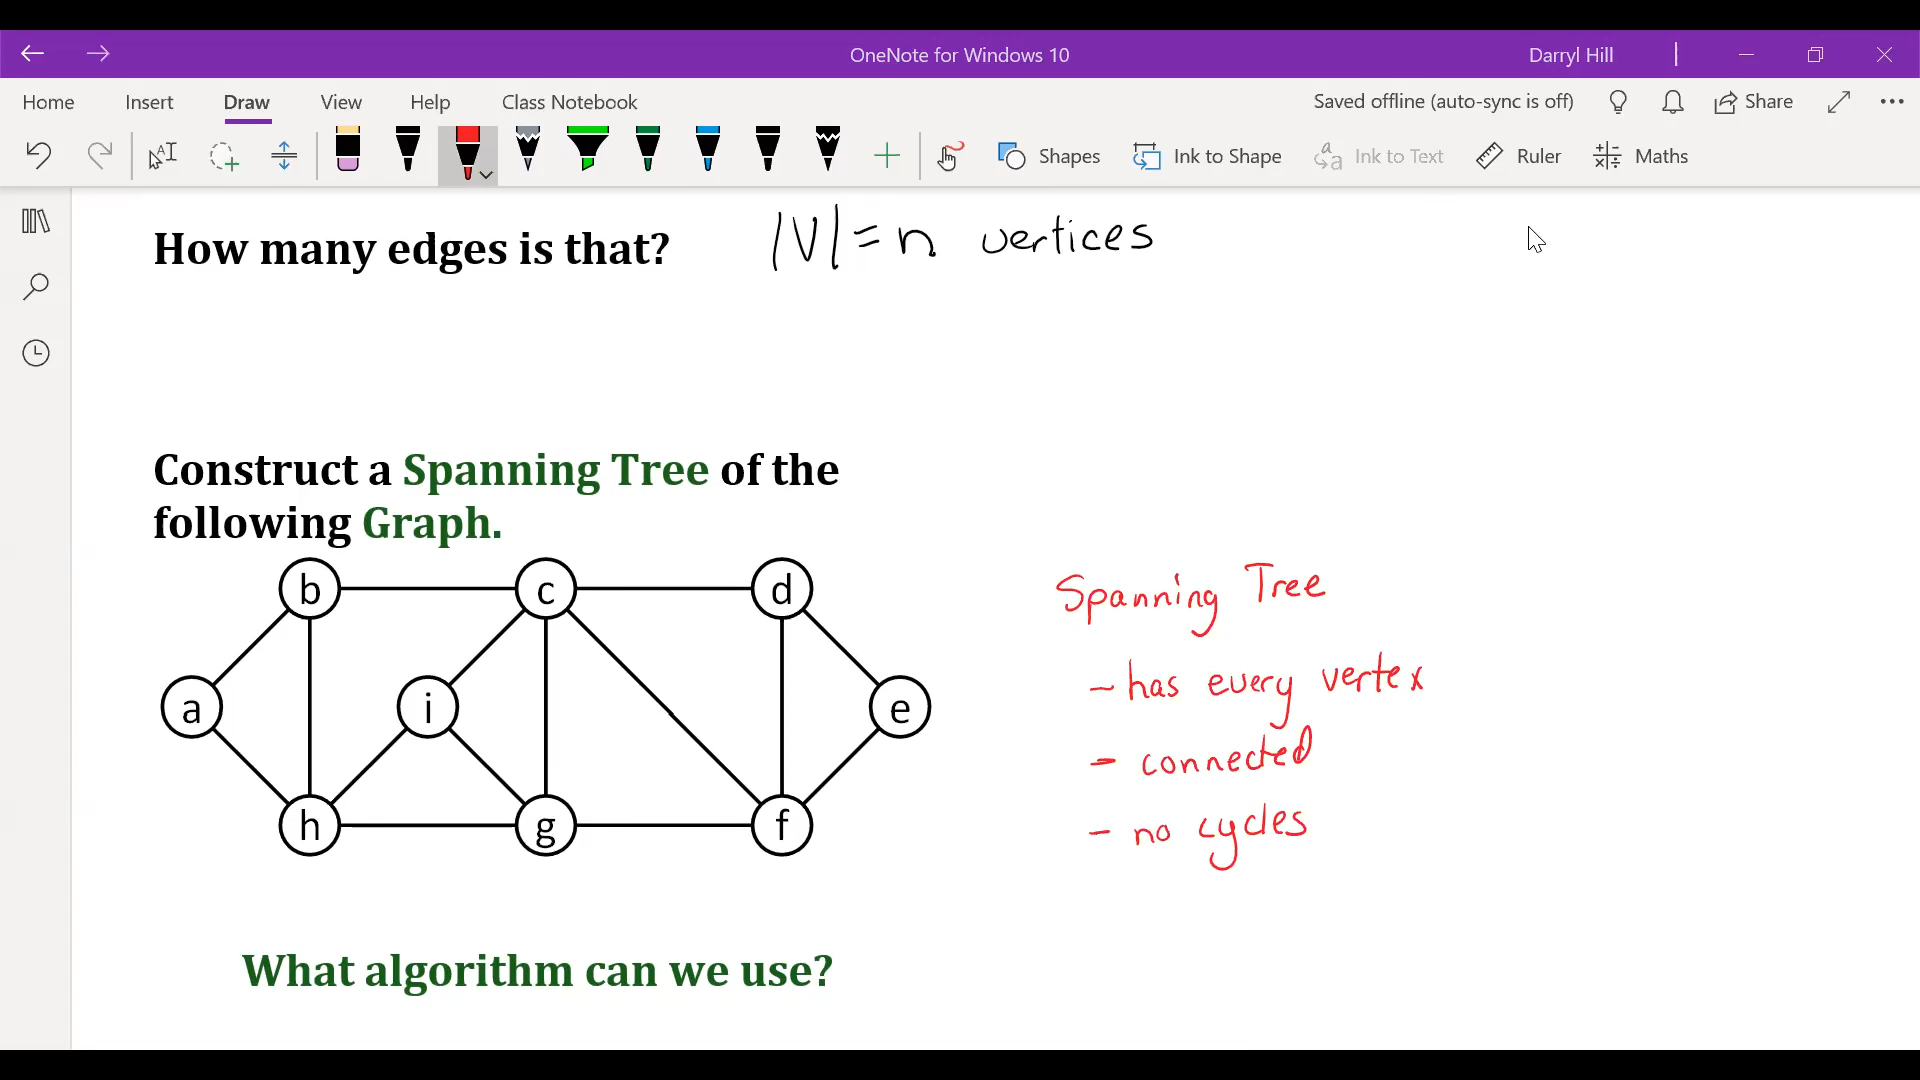 OneNote for Windows 10
Darryl Hill
Home Insert Draw View Help Class Notebook
Saved offline (auto-sync is off) Share
Shapes Ink to Shape Ink to Text Ruler Maths
How many edges is that? |V| = n vertices
Construct a Spanning Tree of the
following Graph.
b c d
a i e
h g f
Spanning Tree
- has every vertex
- connected
- no cycles
What algorithm can we use?